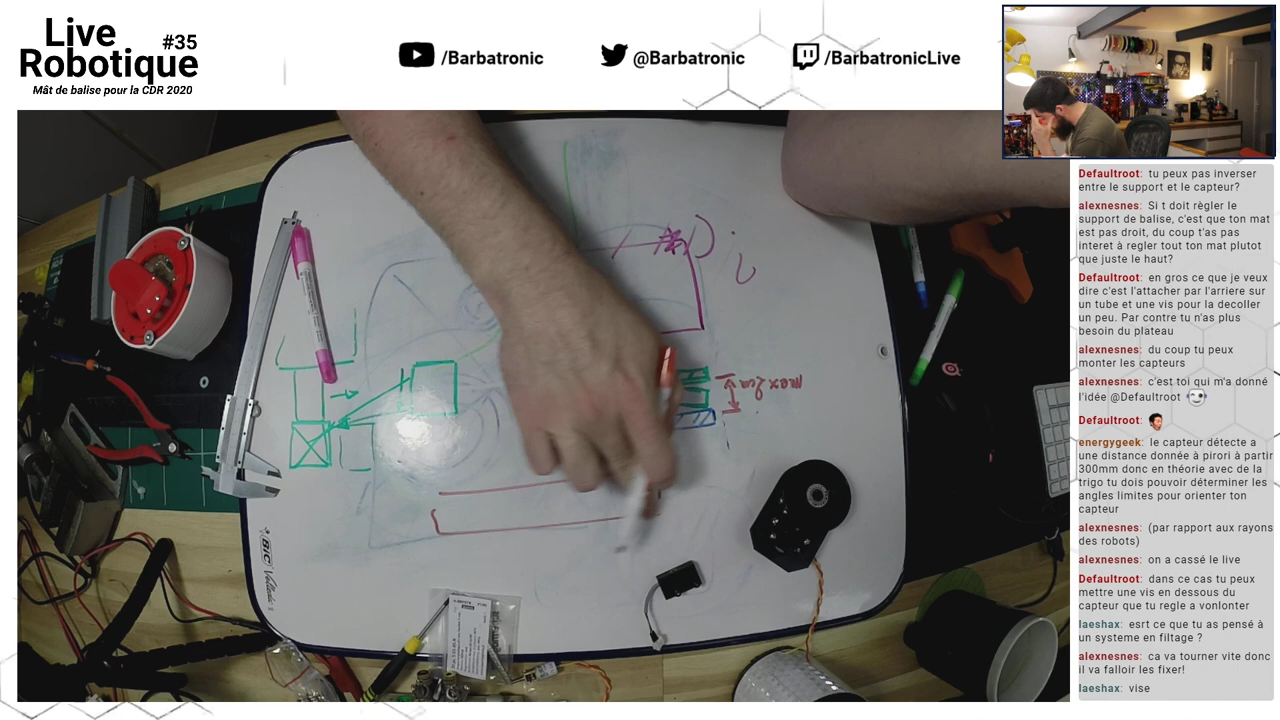 Live
Robotique #35
Mât de balise pour la CDR 2020
/Barbatronic
@Barbatronic
/BarbatronicLive
Max 2cm
BIC Velleda
Defaultroot: tu peux pas inverser
entre le support et le capteur?
alexnesnes: Si t doit règler le
support de balise, c'est que ton mat
est pas droit, du coup t'as pas
interet à regler tout ton mat plutot
que juste le haut?
Defaultroot: en gros ce que je veux
dire c'est l'attacher par l'arriere sur
un tube et une vis pour la decoller
un peu. Par contre tu n'as plus
besoin du plateau
alexnesnes: du coup tu peux
monter les capteurs
alexnesnes: c'est toi qui m'a donné
l'idée @Defaultroot
Defaultroot:
energygeek: le capteur détecte a
une distance donnée à pirori à partir
300mm donc en théorie avec de la
trigo tu dois pouvoir déterminer les
angles limites pour orienter ton
capteur
alexnesnes: (par rapport aux rayons
des robots)
alexnesnes: on a cassé le live
Defaultroot: dans ce cas tu peux
mettre une vis en dessous du
capteur que tu regle a vonlonter
laeshax: esrt ce que tu as pensé à
un systeme en filtage ?
alexnesnes: ca va tourner vite donc
il va falloir les fixer!
laeshax: vise